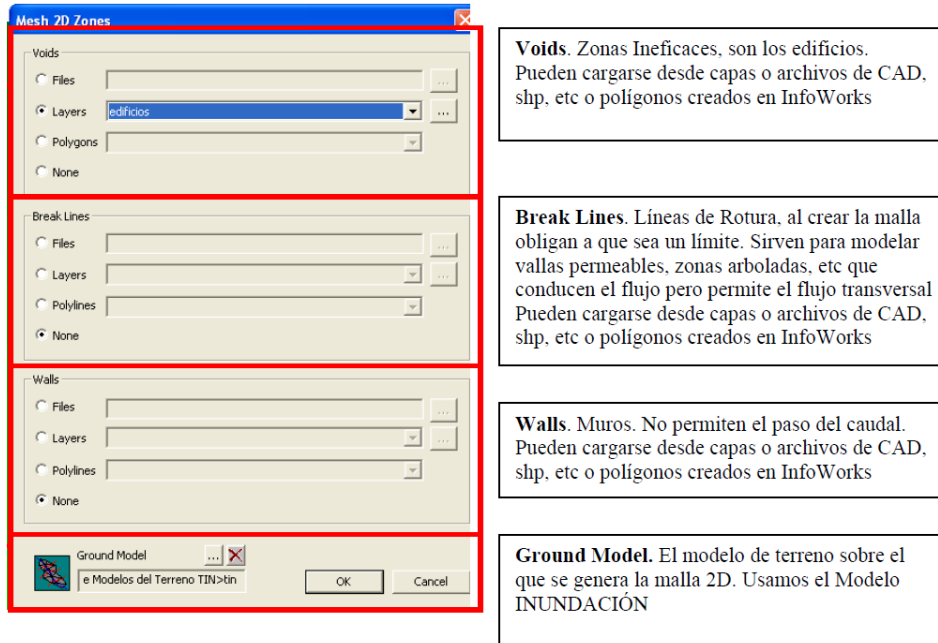 Mesh 2D Zones
Voids
Files
...
Layers
edificios
...
Polygons
None
Break Lines
Files
...
Layers
...
Polylines
None
Walls
Files
...
Layers
...
Polylines
None
Ground Model
...
e Modelos del Terreno TIN>tin
OK
Cancel
Voids. Zonas Ineficaces, son los edificios.
Pueden cargarse desde capas o archivos de CAD,
shp, etc o polígonos creados en InfoWorks
Break Lines. Líneas de Rotura, al crear la malla
obligan a que sea un límite. Sirven para modelar
vallas permeables, zonas arboladas, etc que
conducen el flujo pero permite el flujo transversal
Pueden cargarse desde capas o archivos de CAD,
shp, etc o polígonos creados en InfoWorks
Walls. Muros. No permiten el paso del caudal.
Pueden cargarse desde capas o archivos de CAD,
shp, etc o polígonos creados en InfoWorks
Ground Model. El modelo de terreno sobre el
que se genera la malla 2D. Usamos el Modelo
INUNDACIÓN